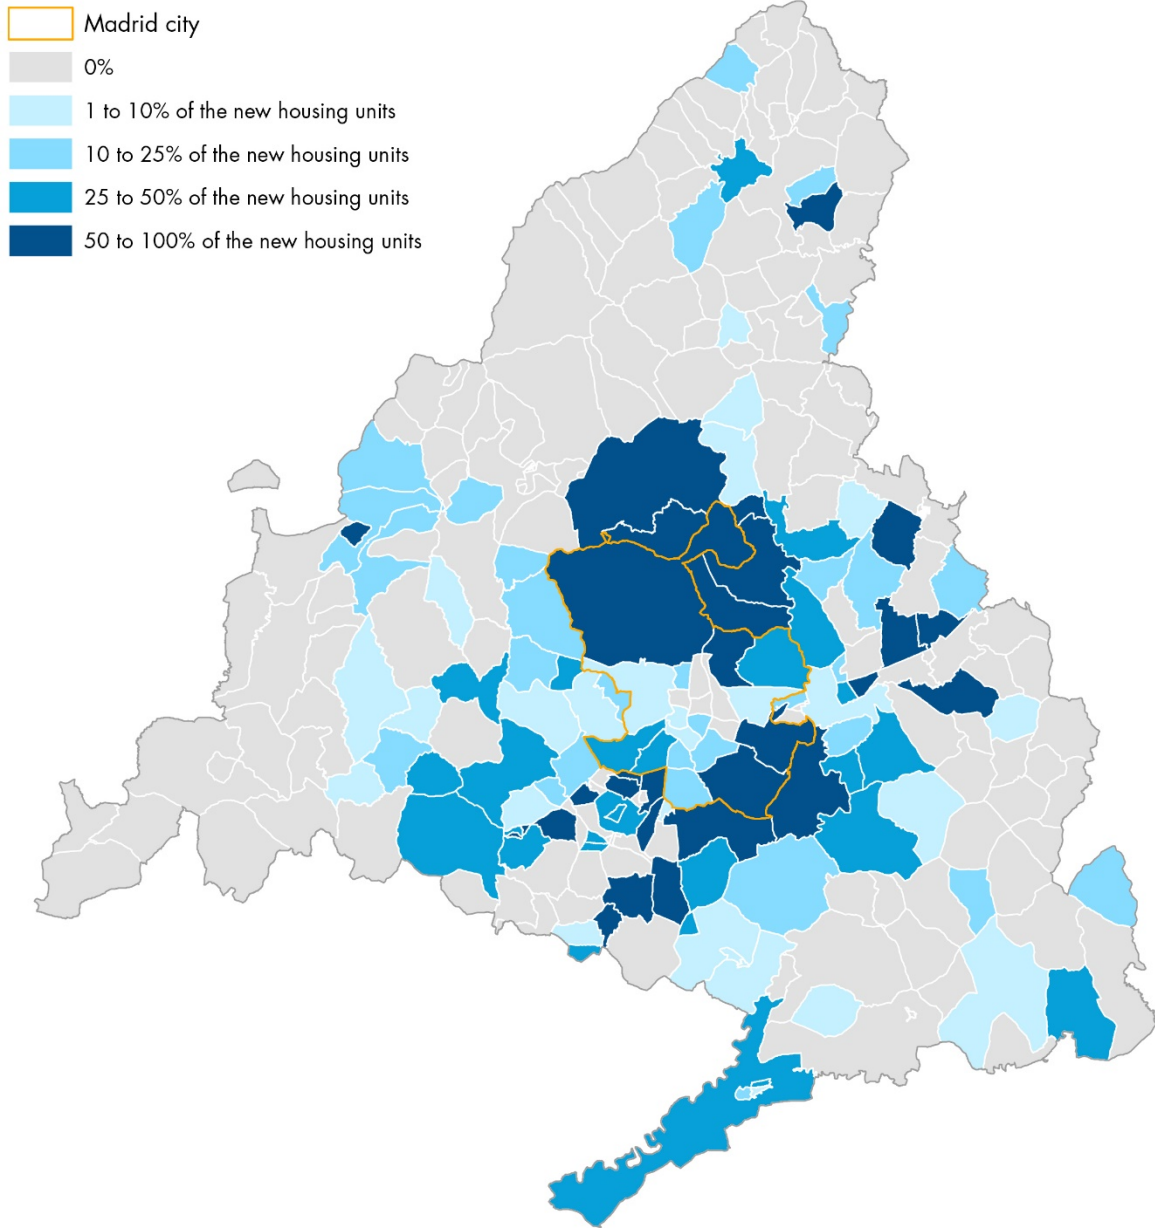 Madrid city
0%
1 to 10% of the new housing units
10 to 25% of the new housing units
25 to 50% of the new housing units
50 to 100% of the new housing units